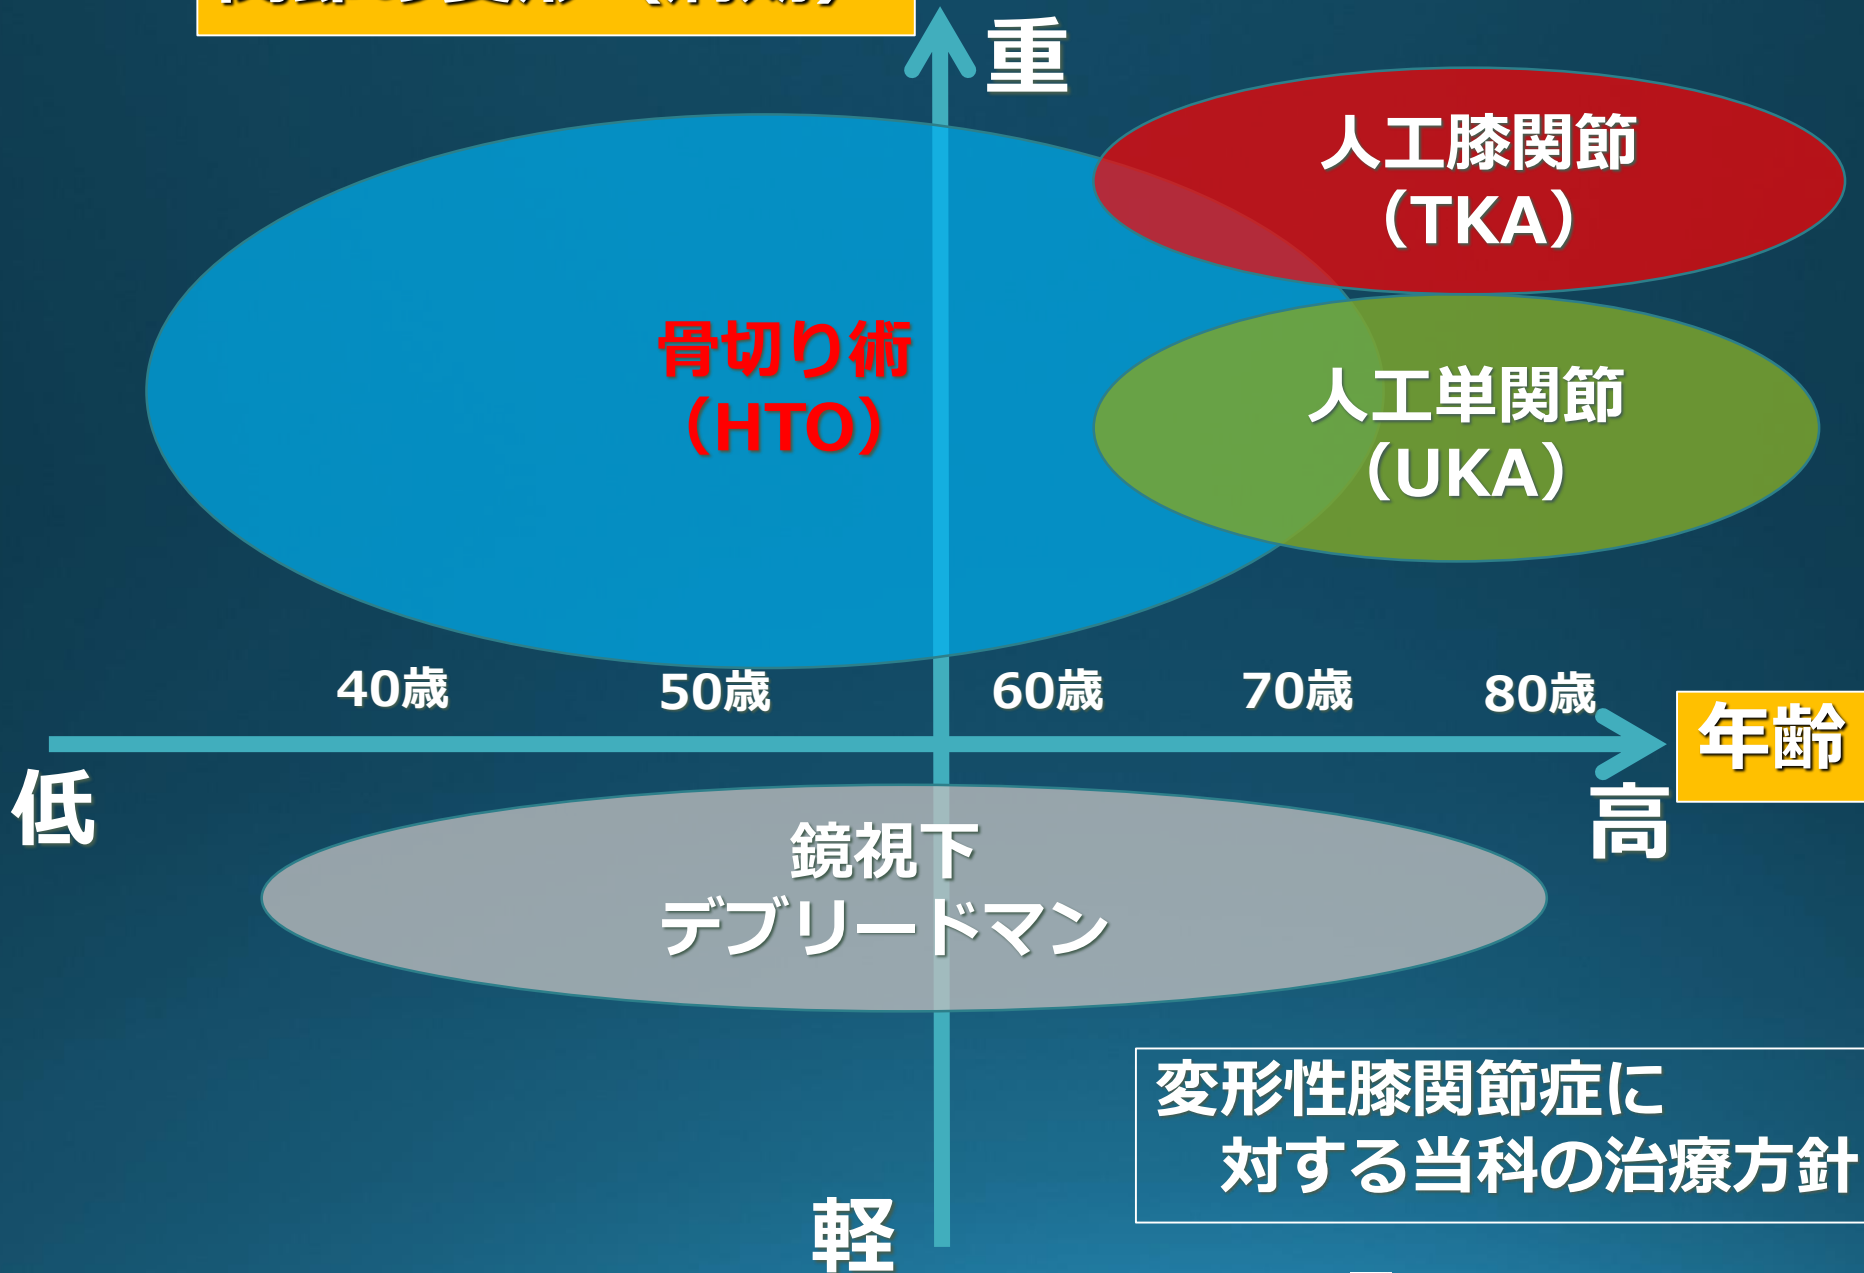 重
人工膝関節
（TKA）
骨切り術
（HTO）
人工単関節
（UKA）
40歳
50歳
60歳
70歳
80歳
年齢
低
高
鏡視下
デブリードマン
変形性膝関節症に
対する当科の治療方針
軽